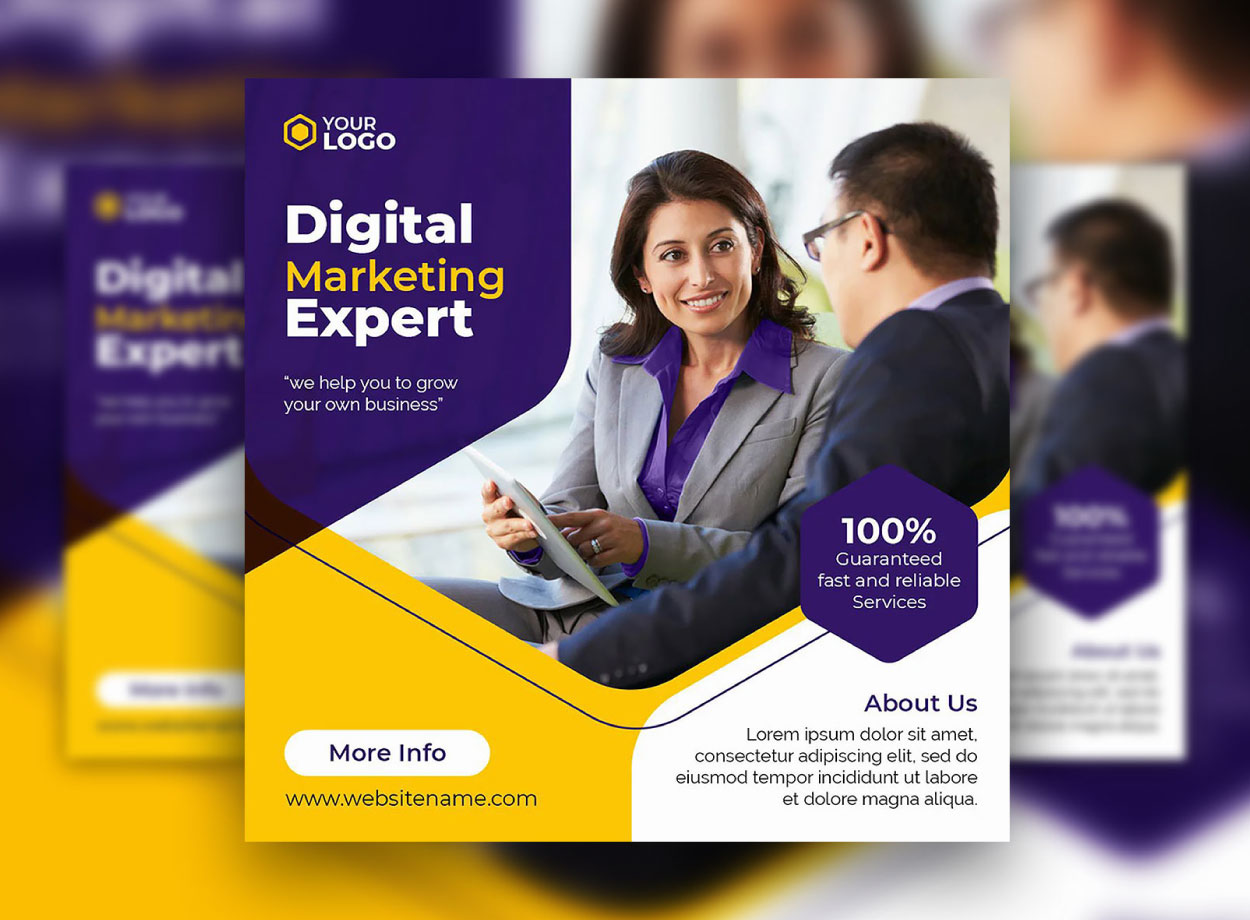 YOUR
LOGO
Digital
Marketing
Expert
“we help you to grow
your own business”
100%
Guaranteed
fast and reliable
Services
About Us
Lorem ipsum dolor sit amet,
consectetur adipiscing elit, sed do
eiusmod tempor incididunt ut labore
et dolore magna aliqua.
More Info
www.websitename.com